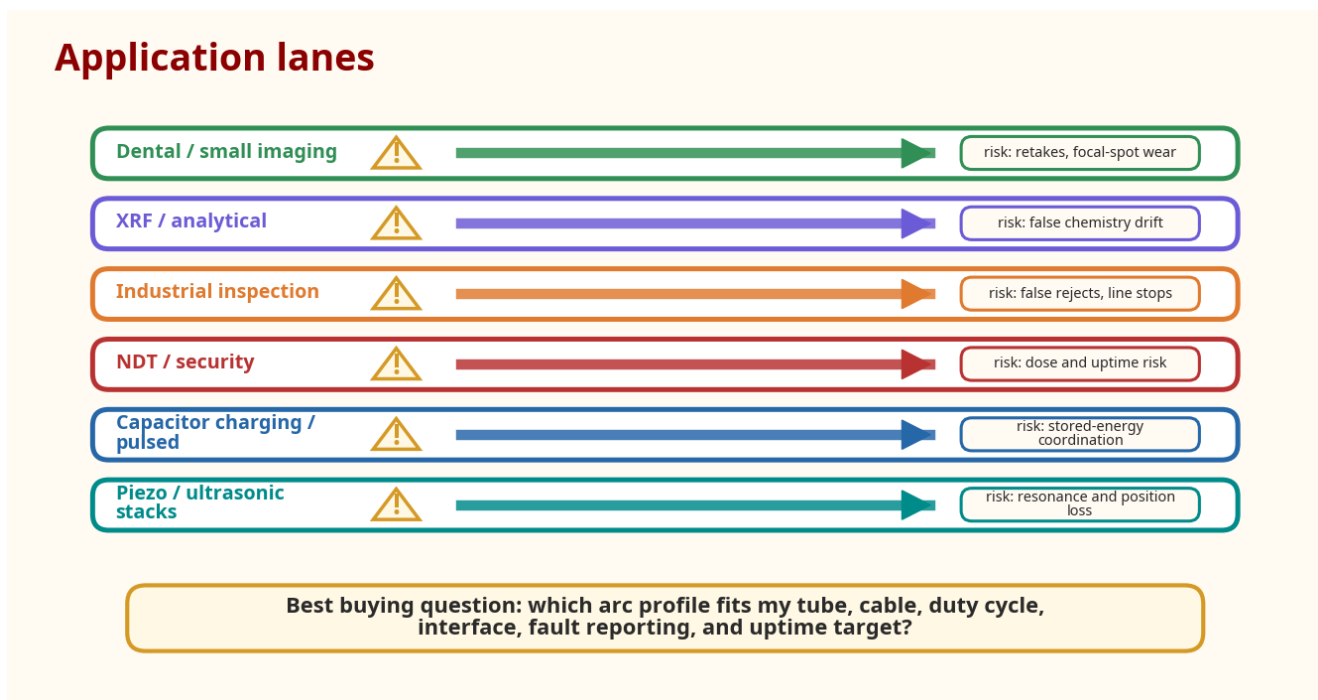 Application lanes
Dental / small imaging
risk: retakes, focal-spot wear
XRF / analytical
risk: false chemistry drift
Industrial inspection
risk: false rejects, line stops
NDT / security
risk: dose and uptime risk
Capacitor charging /
pulsed
risk: stored-energy
coordination
Piezo / ultrasonic
stacks
risk: resonance and position
loss
Best buying question: which arc profile fits my tube, cable, duty cycle,
interface, fault reporting, and uptime target?